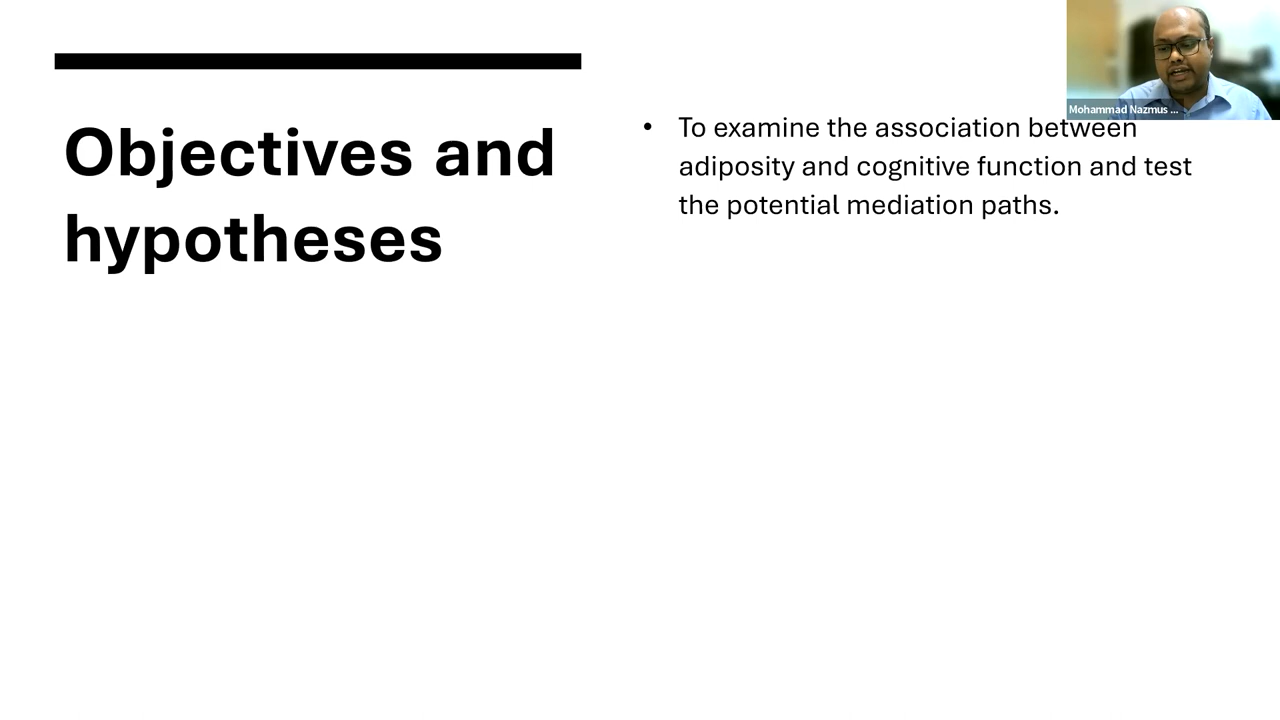 Objectives and
hypotheses
Mohammad Nazmus ...
• To examine the association between
adiposity and cognitive function and test
the potential mediation paths.